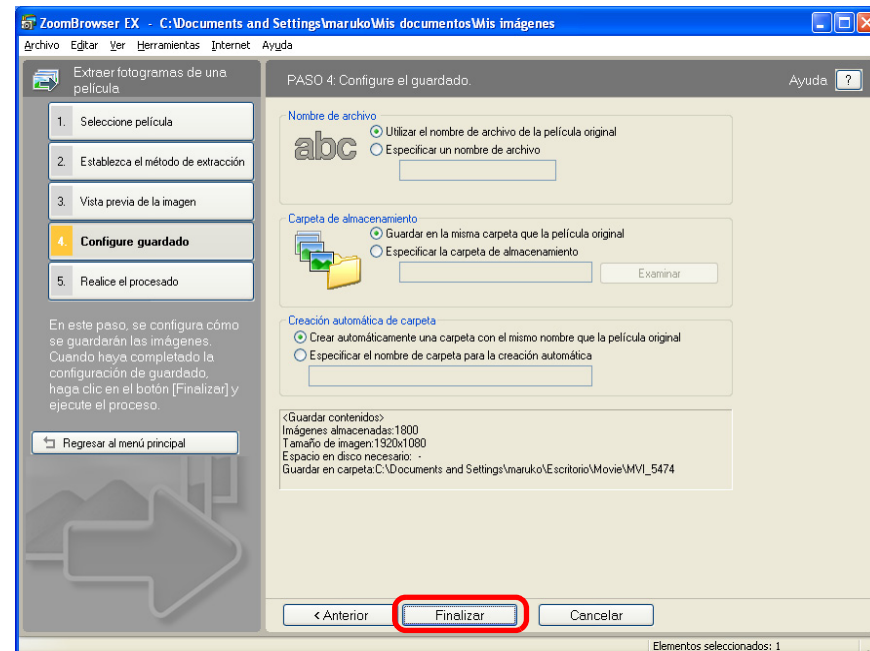 ZoomBrowser EX - C:\Documents and Settings\maruko\Mis documentos\Mis imágenes
Archivo Editar Ver Herramientas Internet Ayuda
Extraer fotogramas de una
película
1. Seleccione película
2. Establezca el método de extracción
3. Vista previa de la imagen
4. Configure guardado
5. Realice el procesado
En este paso, se configura cómo
se guardarán las imágenes.
Cuando haya completado la
configuración de guardado,
haga clic en el botón [Finalizar] y
ejecute el proceso.
Regresar al menú principal
PASO 4: Configure el guardado.
Ayuda ?
Nombre de archivo
abc
Utilizar el nombre de archivo de la película original
Especificar un nombre de archivo
Carpeta de almacenamiento
Guardar en la misma carpeta que la película original
Especificar la carpeta de almacenamiento
Examinar
Creación automática de carpeta
Crear automáticamente una carpeta con el mismo nombre que la película original
Especificar el nombre de carpeta para la creación automática
<Guardar contenidos>
Imágenes almacenadas:1800
Tamaño de imagen:1920x1080
Espacio en disco necesario: -
Guardar en carpeta:C:\Documents and Settings\maruko\Escritorio\Movie\MVI_5474
< Anterior Finalizar Cancelar
Elementos seleccionados: 1